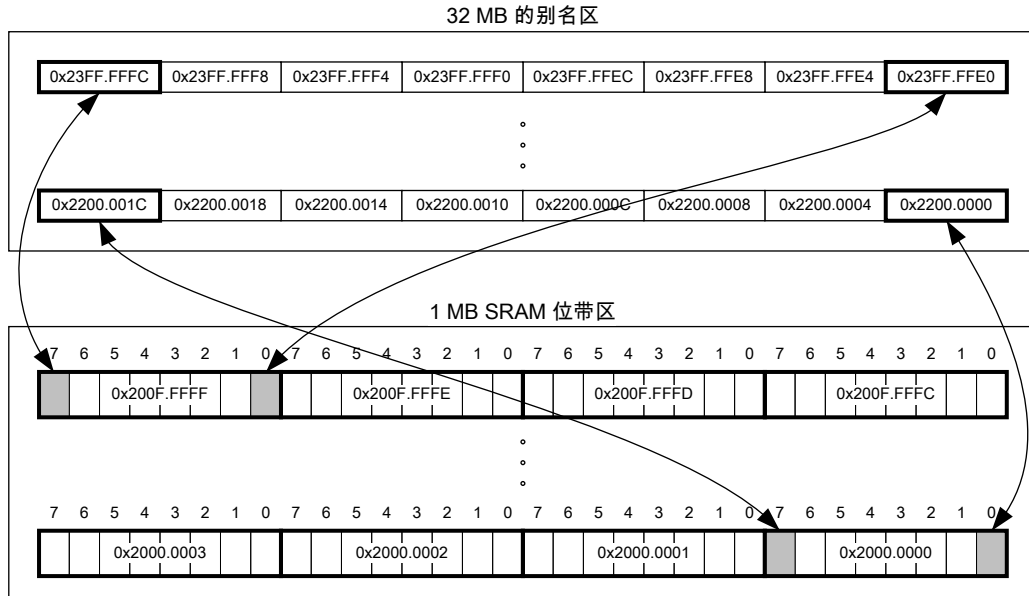 32 MB 的别名区
0x23FF.FFFC 0x23FF.FFF8 0x23FF.FFF4 0x23FF.FFF0 0x23FF.FFEC 0x23FF.FFE8 0x23FF.FFE4 0x23FF.FFE0
0x2200.001C 0x2200.0018 0x2200.0014 0x2200.0010 0x2200.000C 0x2200.0008 0x2200.0004 0x2200.0000
1 MB SRAM 位带区
7 6 5 4 3 2 1 0 7 6 5 4 3 2 1 0 7 6 5 4 3 2 1 0 7 6 5 4 3 2 1 0
0x200F.FFFF 0x200F.FFFE 0x200F.FFFD 0x200F.FFFC
7 6 5 4 3 2 1 0 7 6 5 4 3 2 1 0 7 6 5 4 3 2 1 0 7 6 5 4 3 2 1 0
0x2000.0003 0x2000.0002 0x2000.0001 0x2000.0000